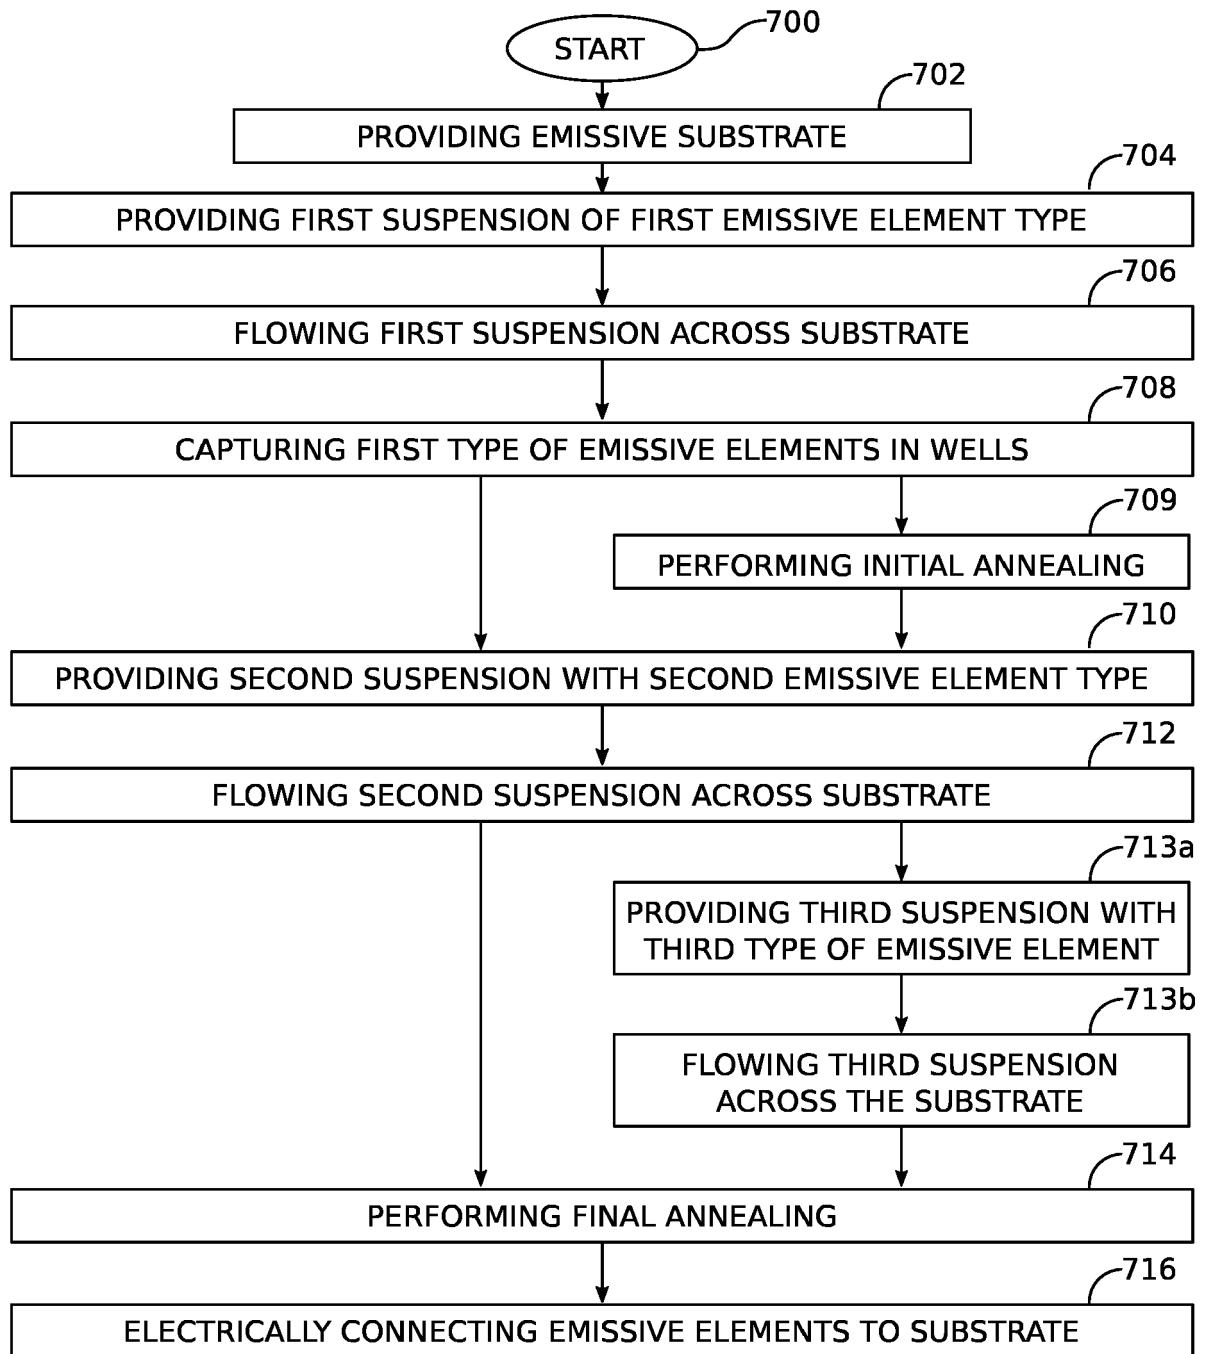 700
START
702
PROVIDING EMISSIVE SUBSTRATE
704
PROVIDING FIRST SUSPENSION OF FIRST EMISSIVE ELEMENT TYPE
706
FLOWING FIRST SUSPENSION ACROSS SUBSTRATE
708
CAPTURING FIRST TYPE OF EMISSIVE ELEMENTS IN WELLS
709
PERFORMING INITIAL ANNEALING
710
PROVIDING SECOND SUSPENSION WITH SECOND EMISSIVE ELEMENT TYPE
712
FLOWING SECOND SUSPENSION ACROSS SUBSTRATE
713a
PROVIDING THIRD SUSPENSION WITH
THIRD TYPE OF EMISSIVE ELEMENT
713b
FLOWING THIRD SUSPENSION
ACROSS THE SUBSTRATE
714
PERFORMING FINAL ANNEALING
716
ELECTRICALLY CONNECTING EMISSIVE ELEMENTS TO SUBSTRATE